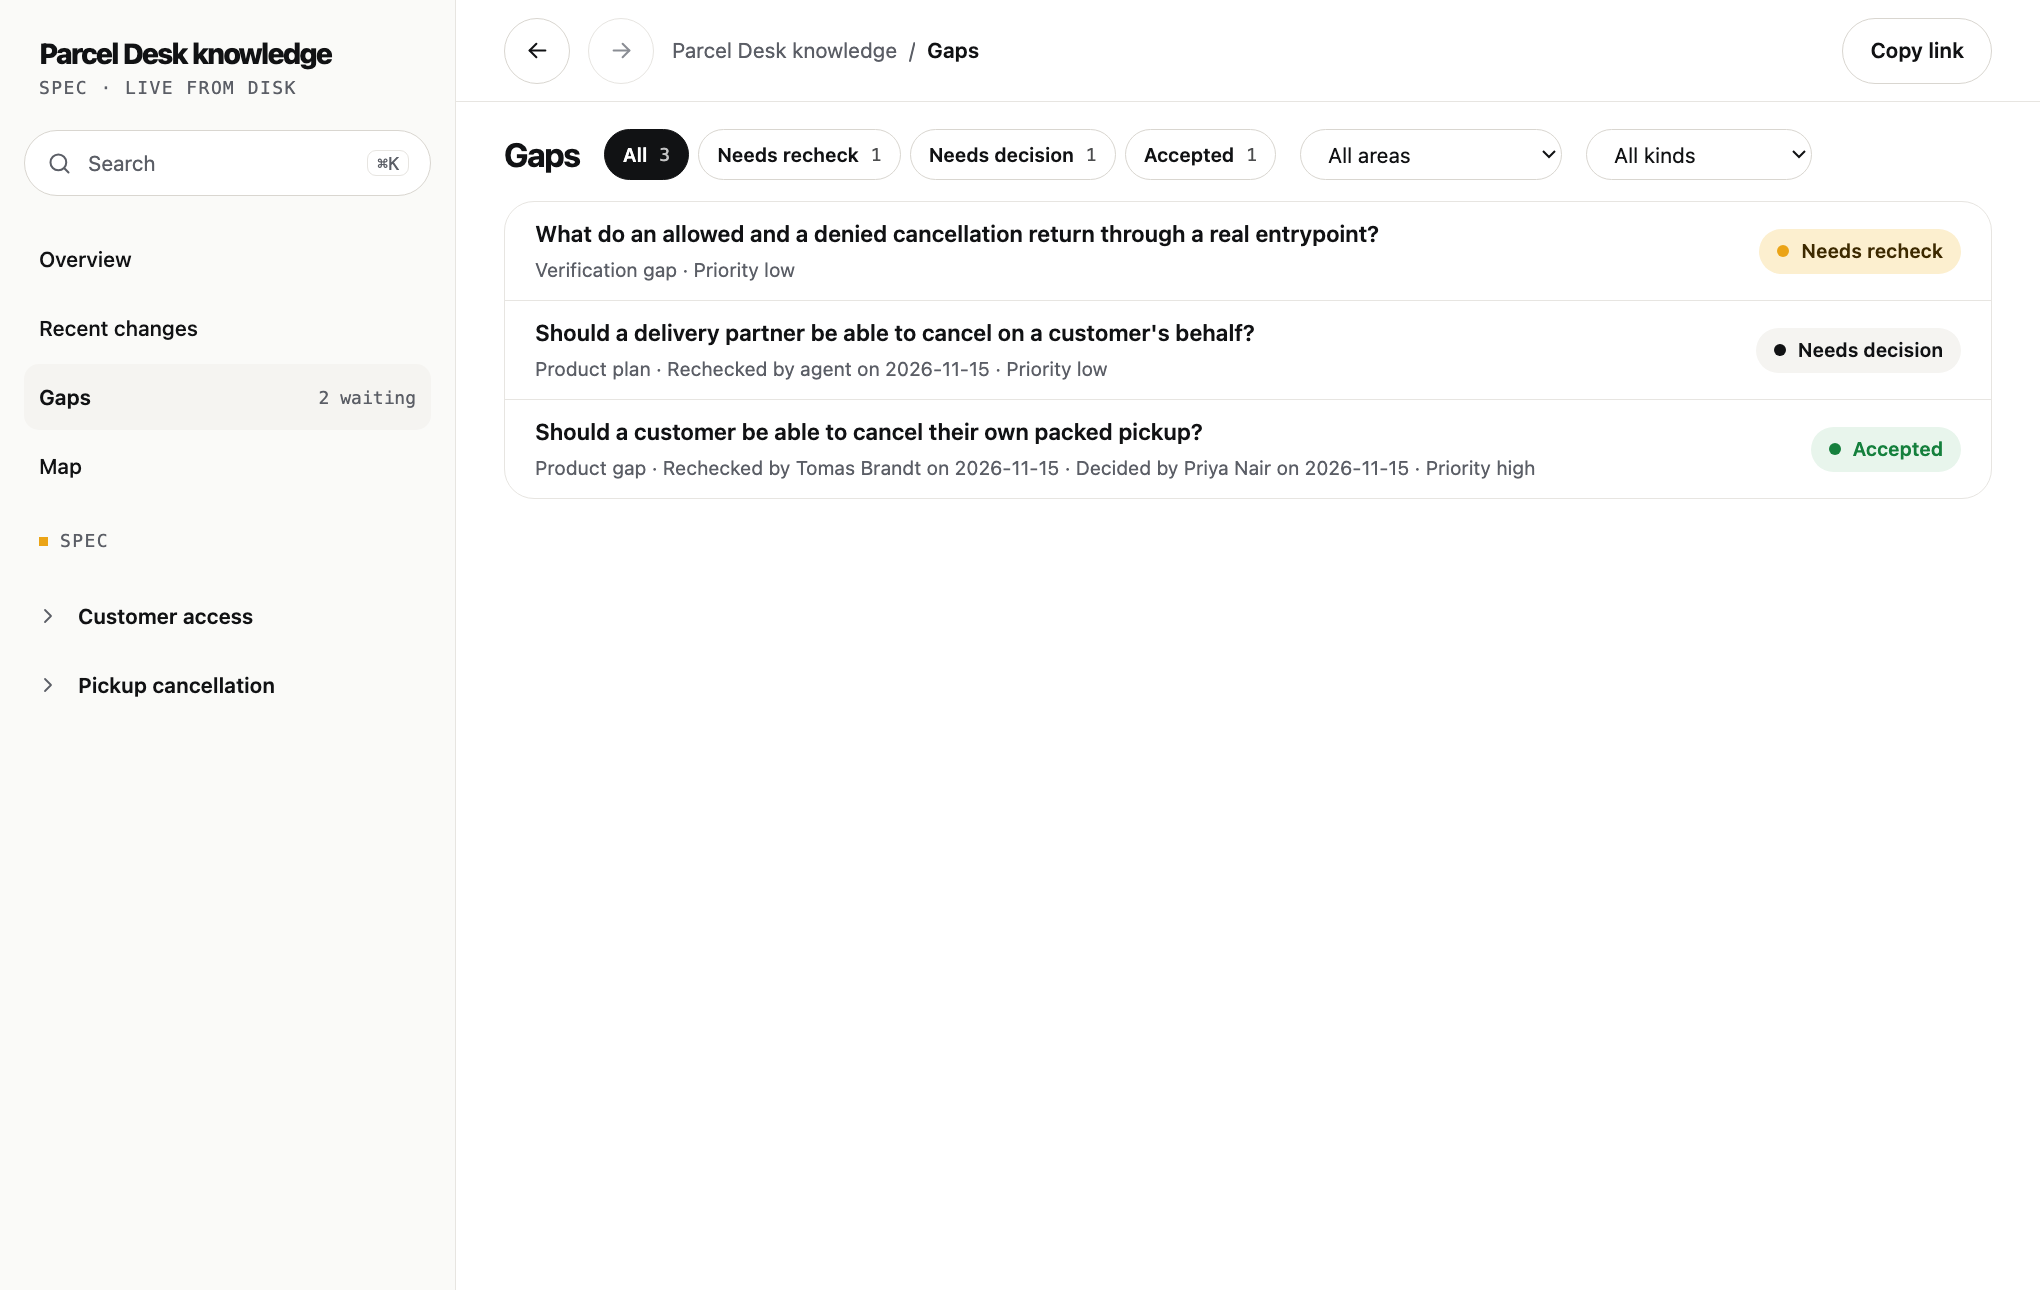 Parcel Desk knowledge
SPEC · LIVE FROM DISK
Search ⌘K
Overview
Recent changes
Gaps 2 waiting
Map
SPEC
Customer access
Pickup cancellation
Parcel Desk knowledge / Gaps
Copy link
Gaps All 3 Needs recheck 1 Needs decision 1 Accepted 1 All areas All kinds
What do an allowed and a denied cancellation return through a real entrypoint?
Verification gap · Priority low
Needs recheck
Should a delivery partner be able to cancel on a customer's behalf?
Product plan · Rechecked by agent on 2026-11-15 · Priority low
Needs decision
Should a customer be able to cancel their own packed pickup?
Product gap · Rechecked by Tomas Brandt on 2026-11-15 · Decided by Priya Nair on 2026-11-15 · Priority high
Accepted